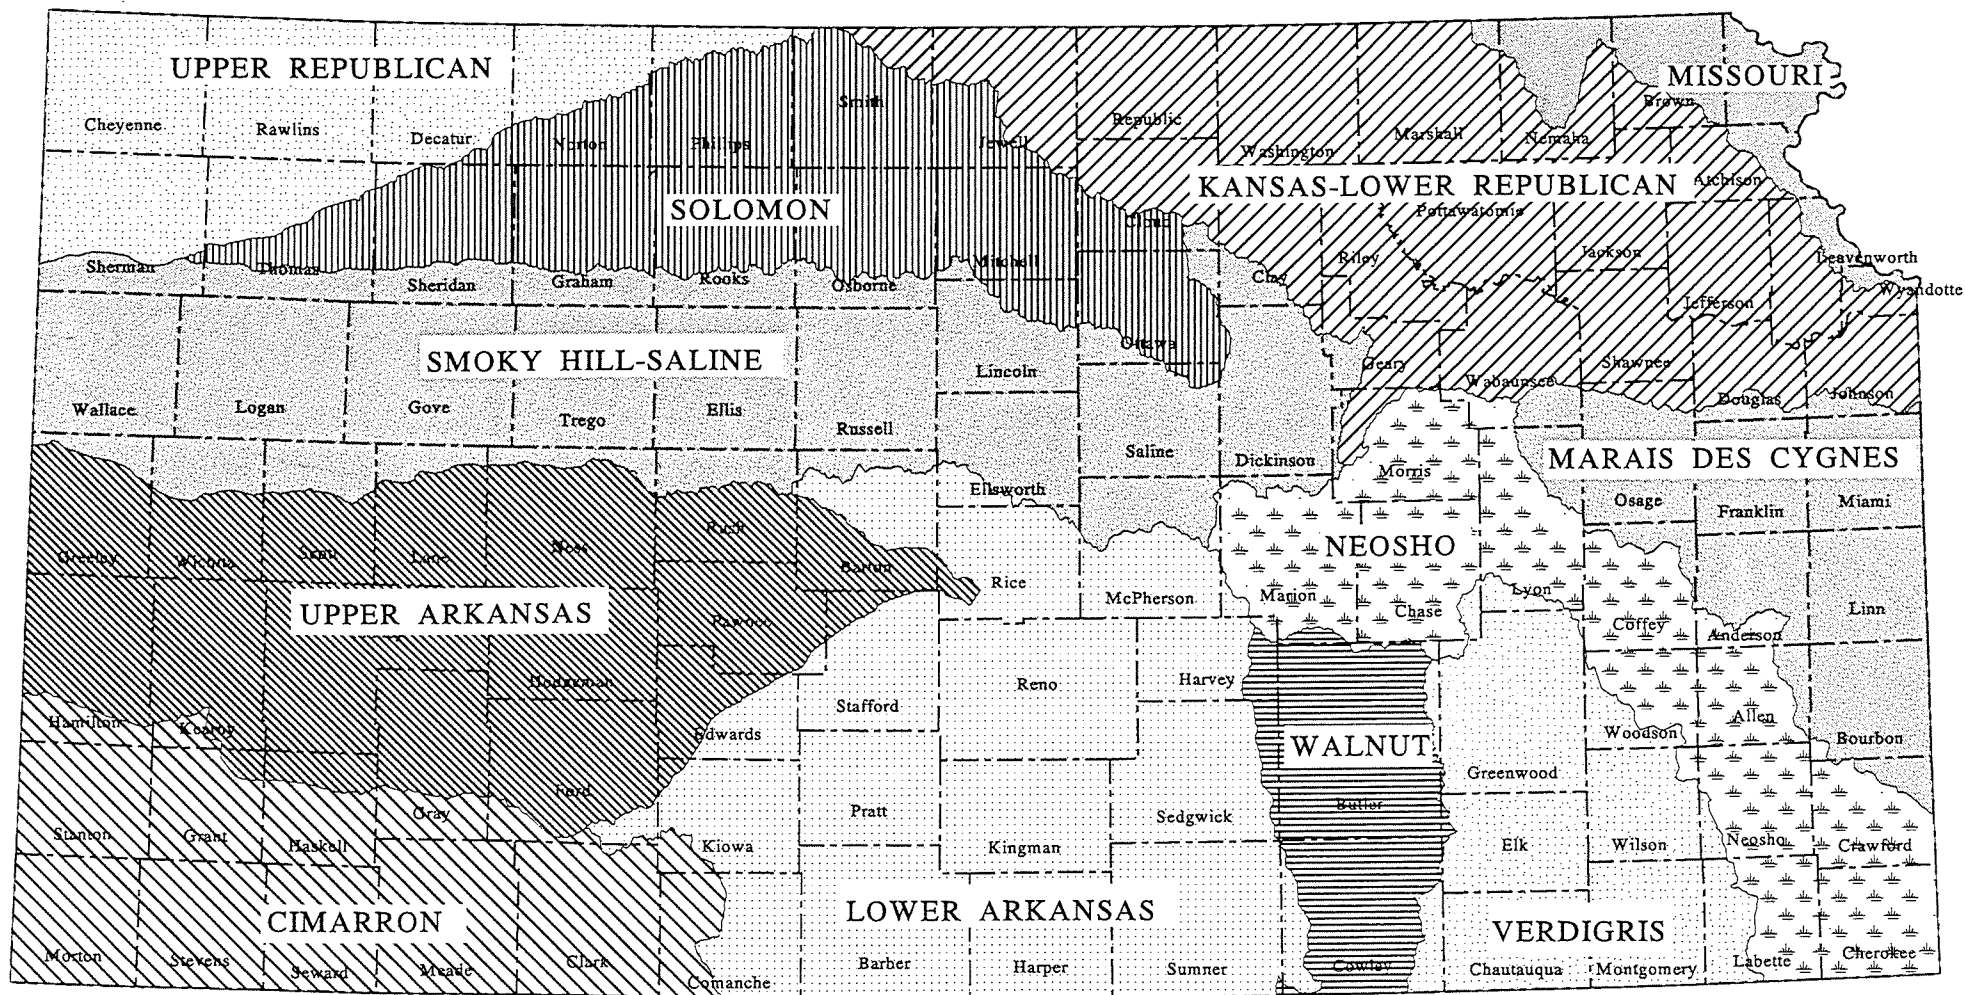 UPPER REPUBLICAN
MISSOURI
Cheyenne
Rawlins
Decatur
Norton
Phillips
Smith
Jewell
Republic
Washington
Marshall
Nemaha
Brown
KANSAS-LOWER REPUBLICAN
Atchison
SOLOMON
Pottawatomie
Cloud
Sherman
Thomas
Sheridan
Graham
Rooks
Osborne
Mitchell
Clay
Riley
Jackson
Jefferson
Leavenworth
Wyandotte
SMOKY HILL-SALINE
Ottawa
Lincoln
Geary
Wabaunsee
Shawnee
Douglas
Johnson
Wallace
Logan
Gove
Trego
Ellis
Russell
Saline
Dickinson
Morris
MARAIS DES CYGNES
Ellsworth
Osage
Franklin
Miami
Greeley
Wichita
Scott
Lane
Ness
Rush
Barton
Rice
McPherson
NEOSHO
Marion
Chase
Lyon
Coffey
Anderson
Linn
UPPER ARKANSAS
Pawnee
Hodgeman
Stafford
Reno
Harvey
Hamilton
Kearny
Edwards
WALNUT
Woodson
Allen
Bourbon
Greenwood
Ford
Gray
Pratt
Sedgwick
Butler
Stanton
Grant
Haskell
Kiowa
Kingman
Elk
Wilson
Neosho
Crawford
CIMARRON
LOWER ARKANSAS
VERDIGRIS
Morton
Stevens
Seward
Meade
Clark
Comanche
Barber
Harper
Sumner
Cowley
Chautauqua
Montgomery
Labette
Cherokee